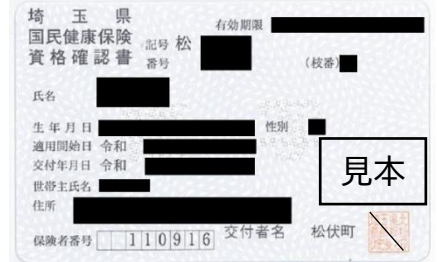 埼玉県
国民健康保険
資格確認書
有効期限
記号 松
番号
（枝番）
氏名
生年月日
性別
適用開始日 令和
交付年月日 令和
見本
世帯主氏名
住所
保険者番号 110916
交付者名 松伏町